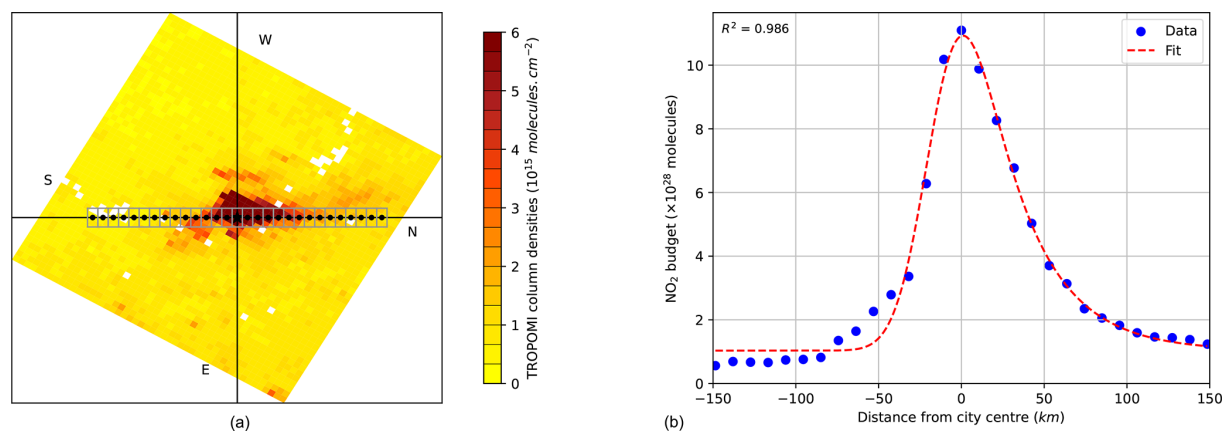 W
S
N
E
6
5
4
3
2
1
0
TROPOMI column densities (10¹⁵ molecules.cm⁻²)
(a)
R² = 0.986
Data
Fit
10
8
6
4
2
0
NO₂ budget (×10²⁸ molecules)
−150 −100 −50 0 50 100 150
Distance from city centre (km)
(b)